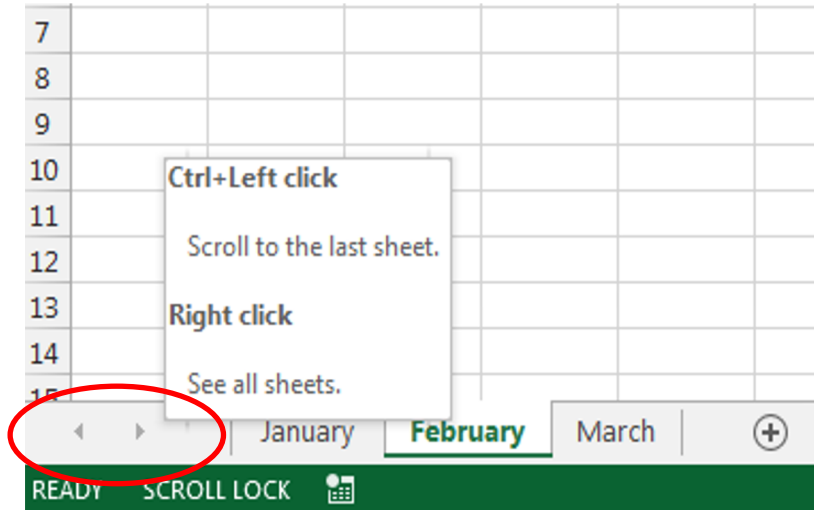 7
8
9
10
Ctrl+Left click
11
Scroll to the last sheet.
12
13
Right click
14
See all sheets.
15
January February March
READY SCROLL LOCK